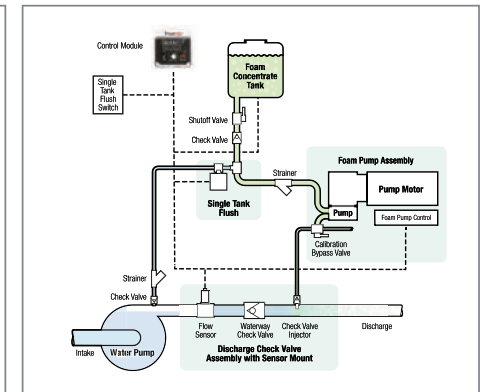 Control Module
Foam
Concentrate
Tank
Single
Tank
Flush
Switch
Shutoff Valve
Check Valve
Strainer
Foam Pump Assembly
Pump Motor
Single Tank
Flush
Pump
Foam Pump Control
Calibration
Bypass Valve
Strainer
Check Valve
Flow
Sensor
Waterway
Check Valve
Check Valve
Injector
Discharge
Intake
Water Pump
Discharge Check Valve
Assembly with Sensor Mount